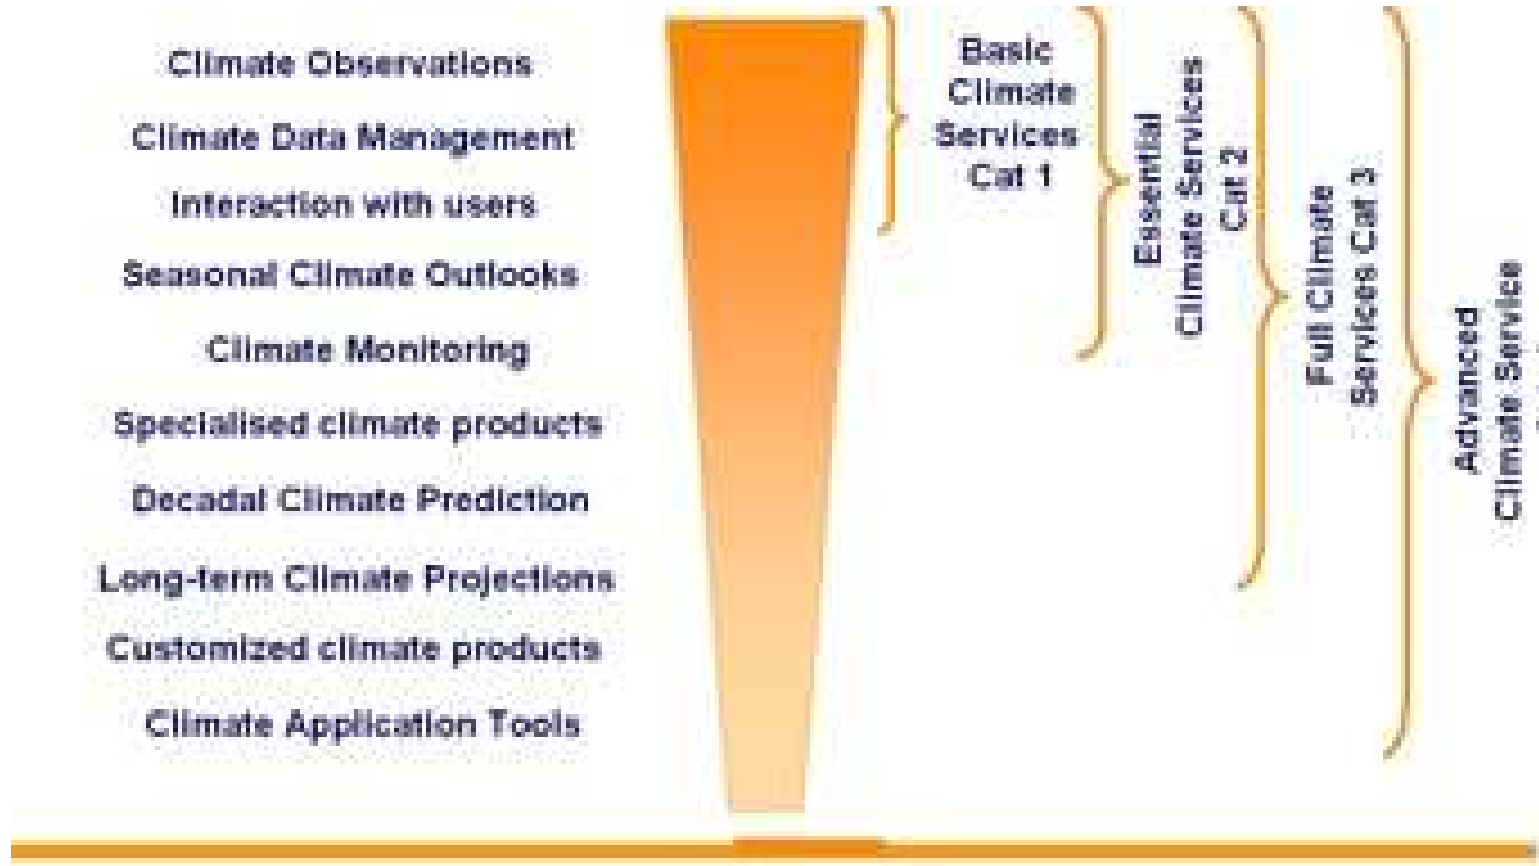 Climate Observations
Climate Data Management
Interaction with users
Seasonal Climate Outlooks
Climate Monitoring
Specialised climate products
Decadal Climate Prediction
Long-term Climate Projections
Customized climate products
Climate Application Tools
Basic
Climate
Services
Cat 1
Essential
Climate Services
Cat 2
Full Climate
Services Cat 3
Advanced
Climate Service